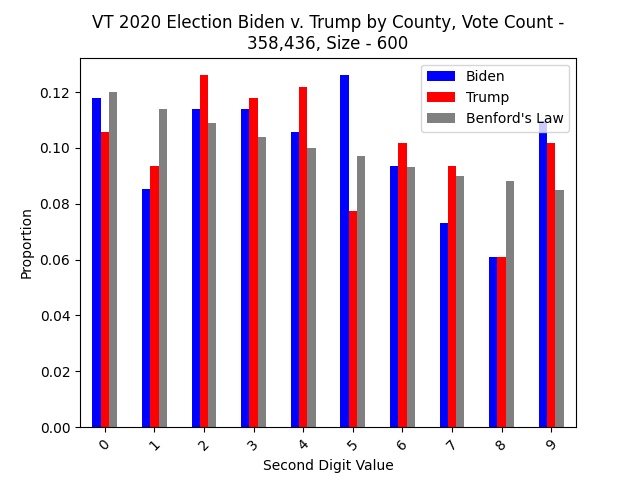 VT 2020 Election Biden v. Trump by County, Vote Count -
358,436, Size - 600
Biden
Trump
Benford's Law
0.12
0.10
0.08
0.06
0.04
0.02
0.00
Proportion
0 1 2 3 4 5 6 7 8 9
Second Digit Value